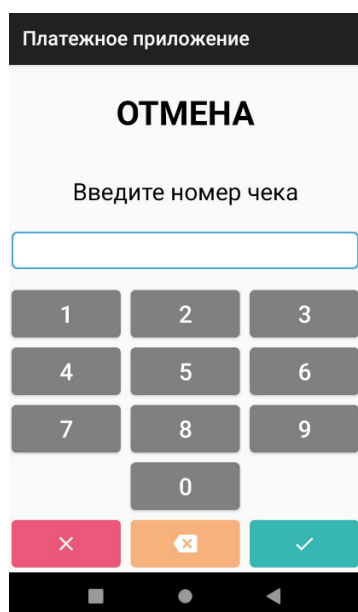 Платежное приложение
ОТМЕНА
Введите номер чека
1 2 3
4 5 6
7 8 9
0